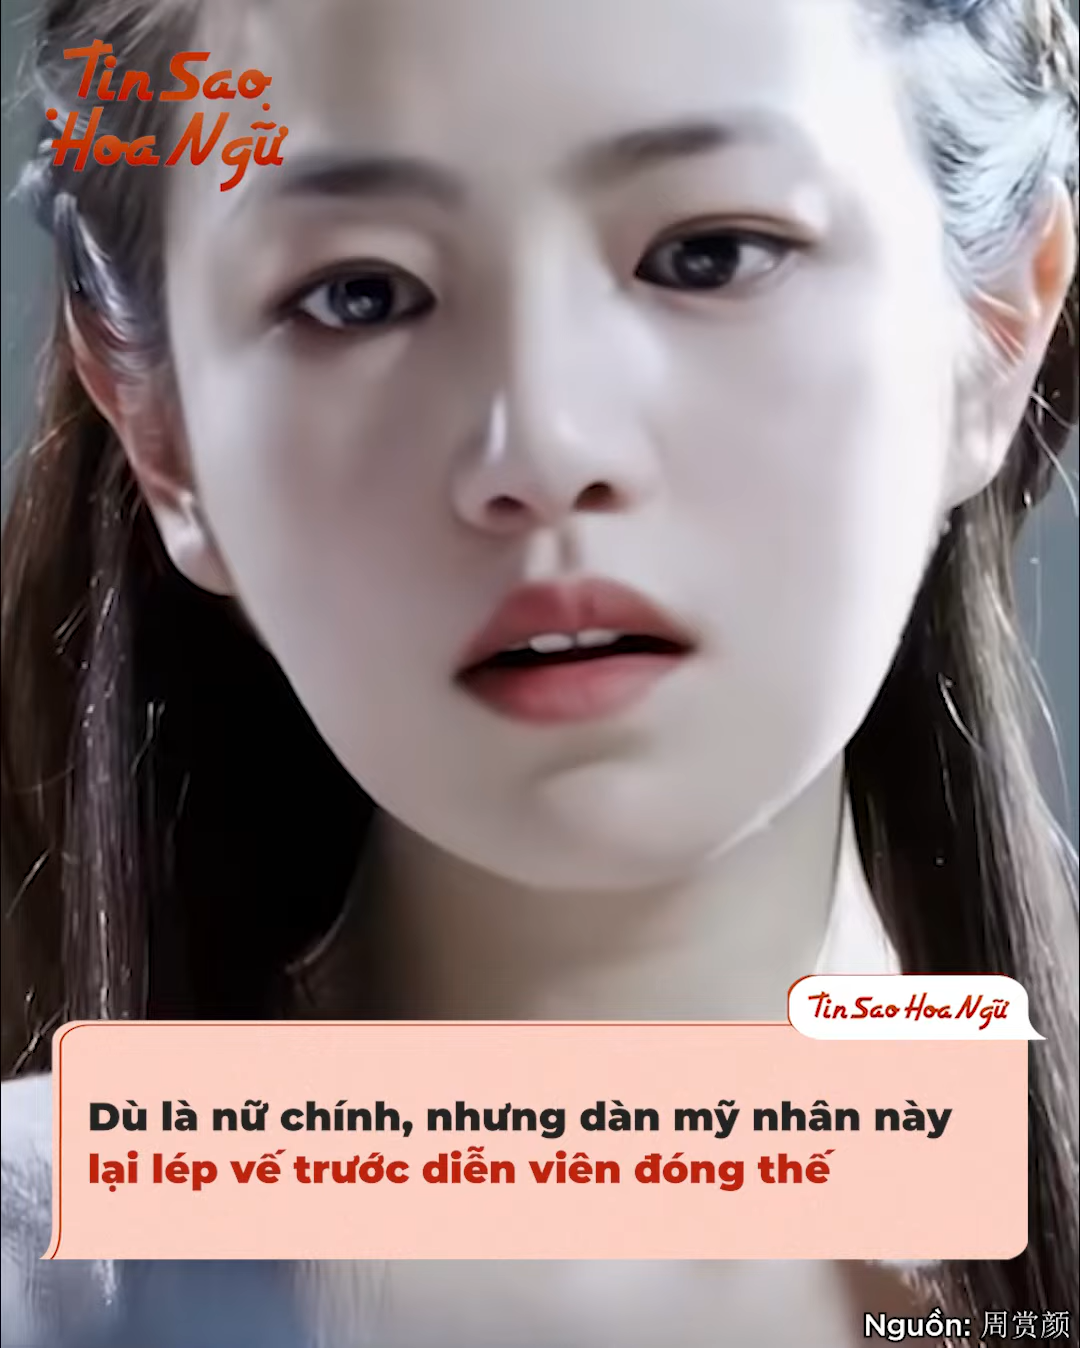 Tin Sao
Hoa Ngữ
Tin Sao Hoa Ngữ
Dù là nữ chính, nhưng dàn mỹ nhân này
lại lép vế trước diễn viên đóng thế
Nguồn: 周赏颜